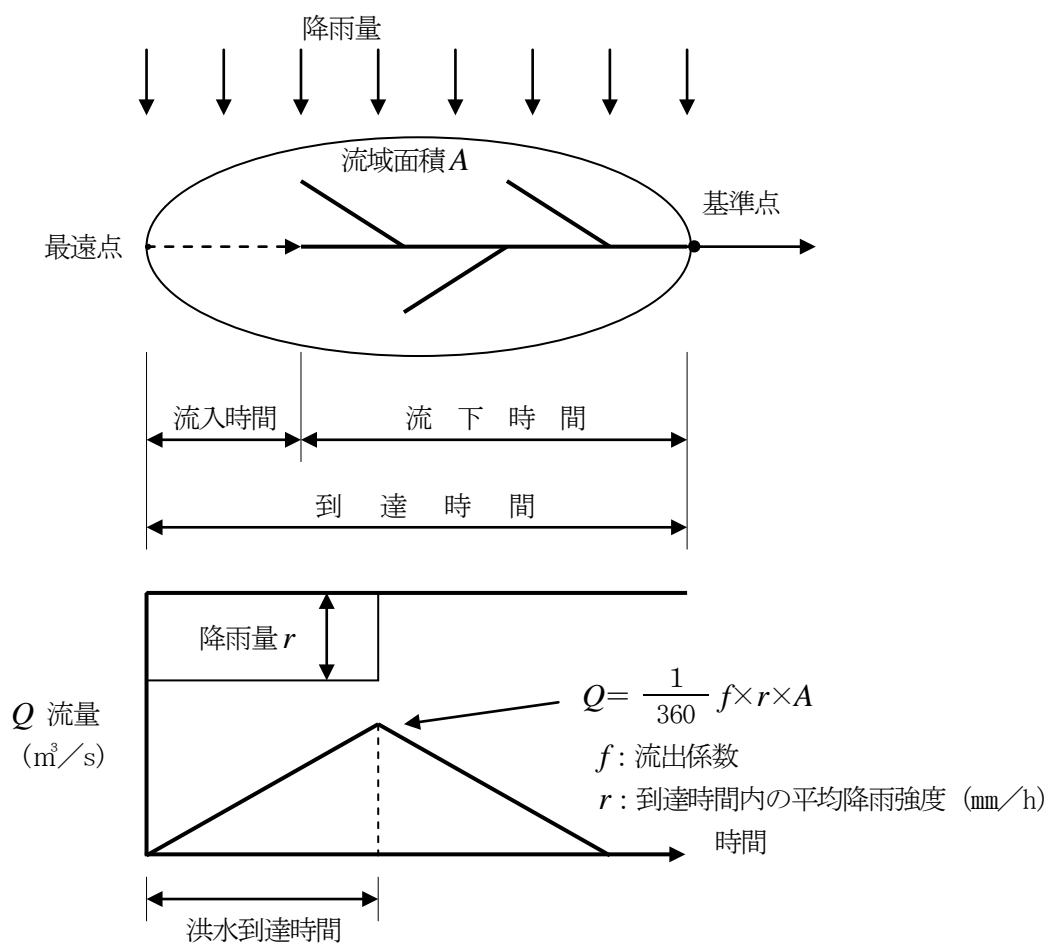 降雨量
流域面積A
基準点
最遠点
流入時間
流下時間
到達時間
降雨量r
Q 流量
(㎥／s)
Q= 1/360 f×r×A
f：流出係数
r：到達時間内の平均降雨強度 (㎜／h)
時間
洪水到達時間